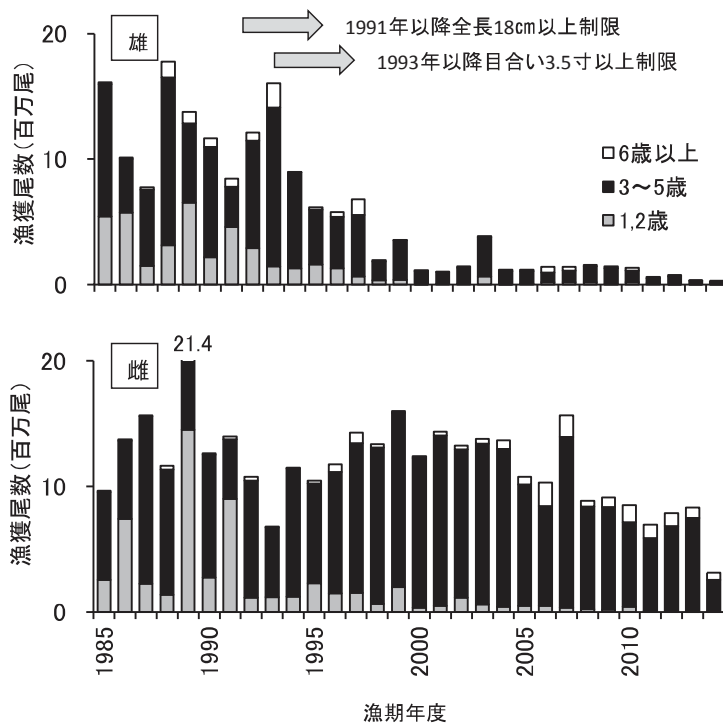 雄
1991年以降全長18㎝以上制限
1993年以降目合い3.5寸以上制限
漁獲尾数(百万尾)
20
10
0
6歳以上
3～5歳
1,2歳
雌
21.4
漁獲尾数(百万尾)
20
10
0
1985
1990
1995
2000
2005
2010
漁期年度